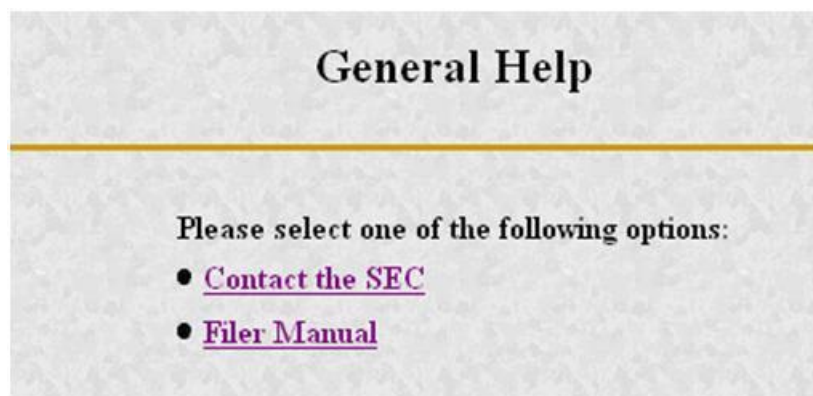 General Help
Please select one of the following options:
• Contact the SEC
• Filer Manual